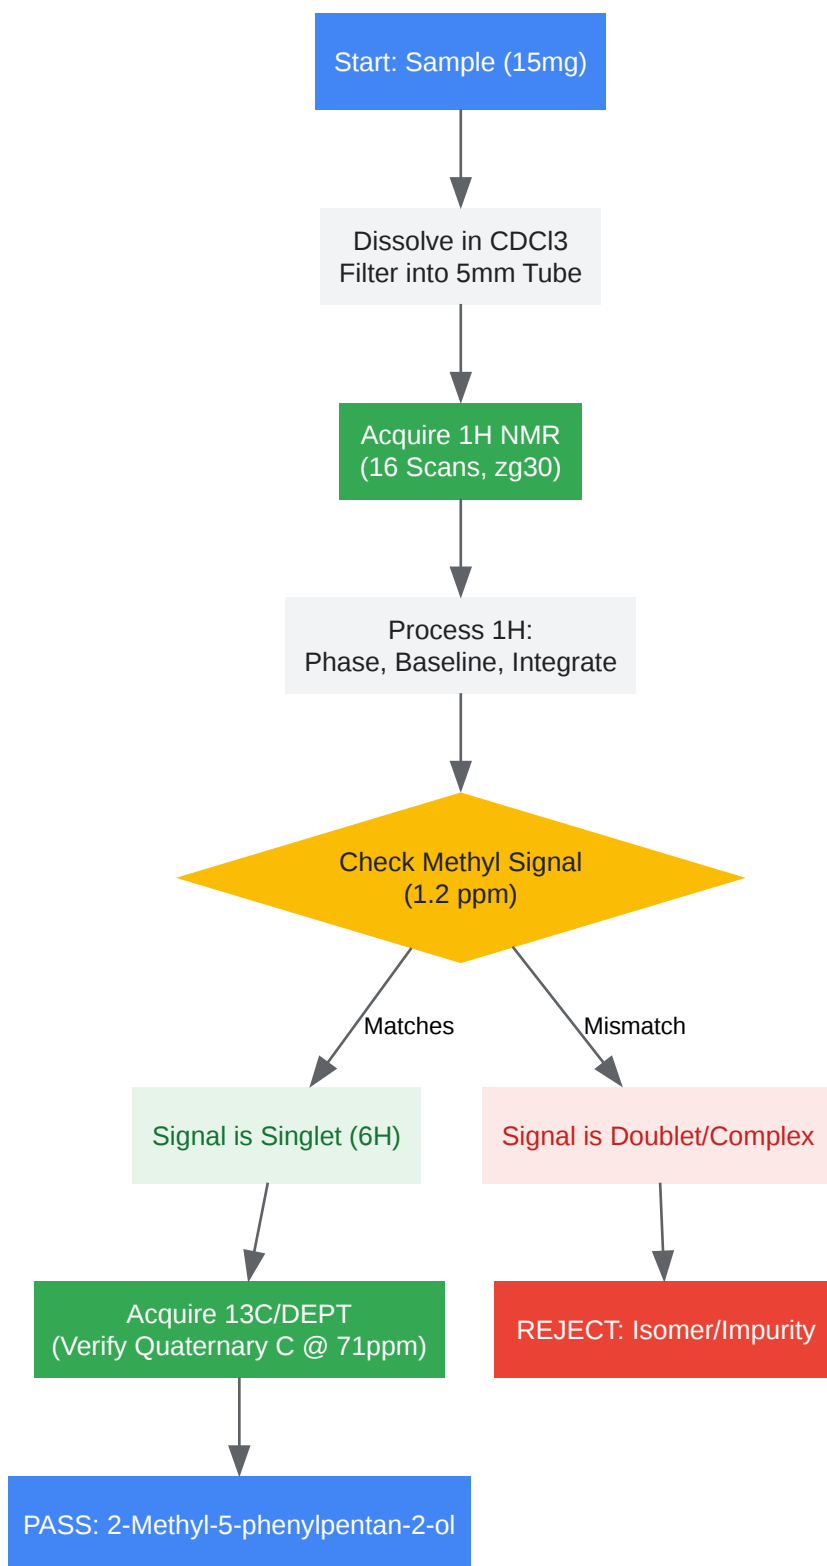 Start: Sample (15mg)
Dissolve in CDCl3
Filter into 5mm Tube
Acquire 1H NMR
(16 Scans, zg30)
Process 1H:
Phase, Baseline, Integrate
Check Methyl Signal
(1.2 ppm)
Matches
Mismatch
Signal is Singlet (6H)
Signal is Doublet/Complex
Acquire 13C/DEPT
(Verify Quaternary C @ 71ppm)
REJECT: Isomer/Impurity
PASS: 2-Methyl-5-phenylpentan-2-ol